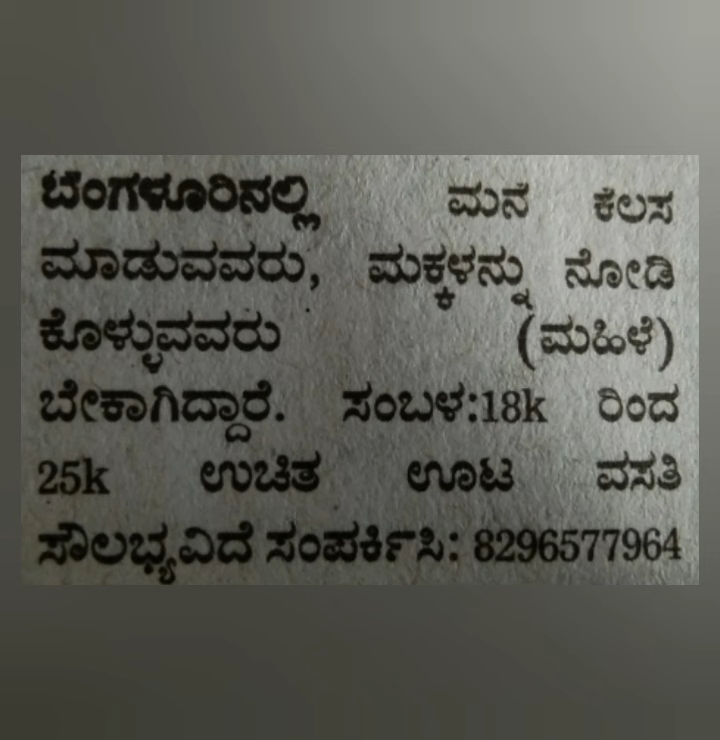 ಬೆಂಗಳೂರಿನಲ್ಲಿ ಮನೆ ಕೆಲಸ
ಮಾಡುವವರು, ಮಕ್ಕಳನ್ನು ನೋಡಿ
ಕೊಳ್ಳುವವರು (ಮಹಿಳೆ)
ಬೇಕಾಗಿದ್ದಾರೆ. ಸಂಬಳ:18k ರಿಂದ
25k ಉಚಿತ ಊಟ ವಸತಿ
ಸೌಲಭ್ಯವಿದೆ ಸಂಪರ್ಕಿಸಿ: 8296577964